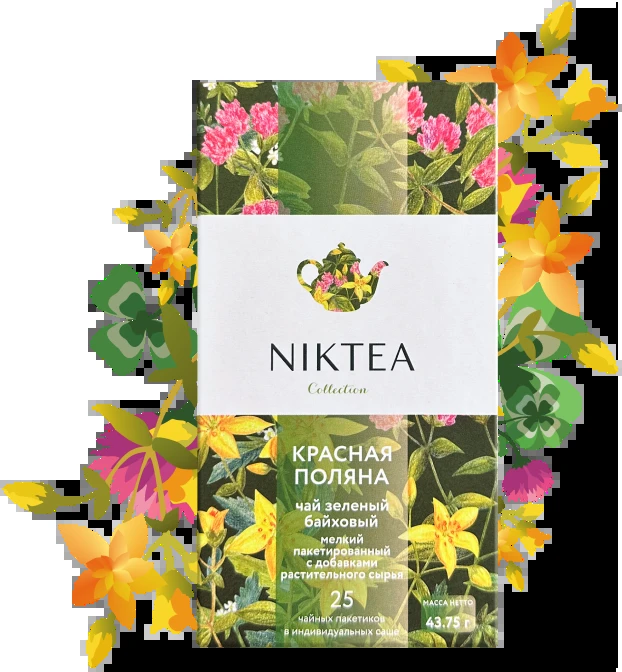 NIKTEA
Collection
КРАСНАЯ
ПОЛЯНА
чай зеленый
байховый
мелкий
пакетированный
с добавками
растительного сырья
25
чайных пакетиков
в индивидуальных саше
МАССА НЕТТО
43.75 г